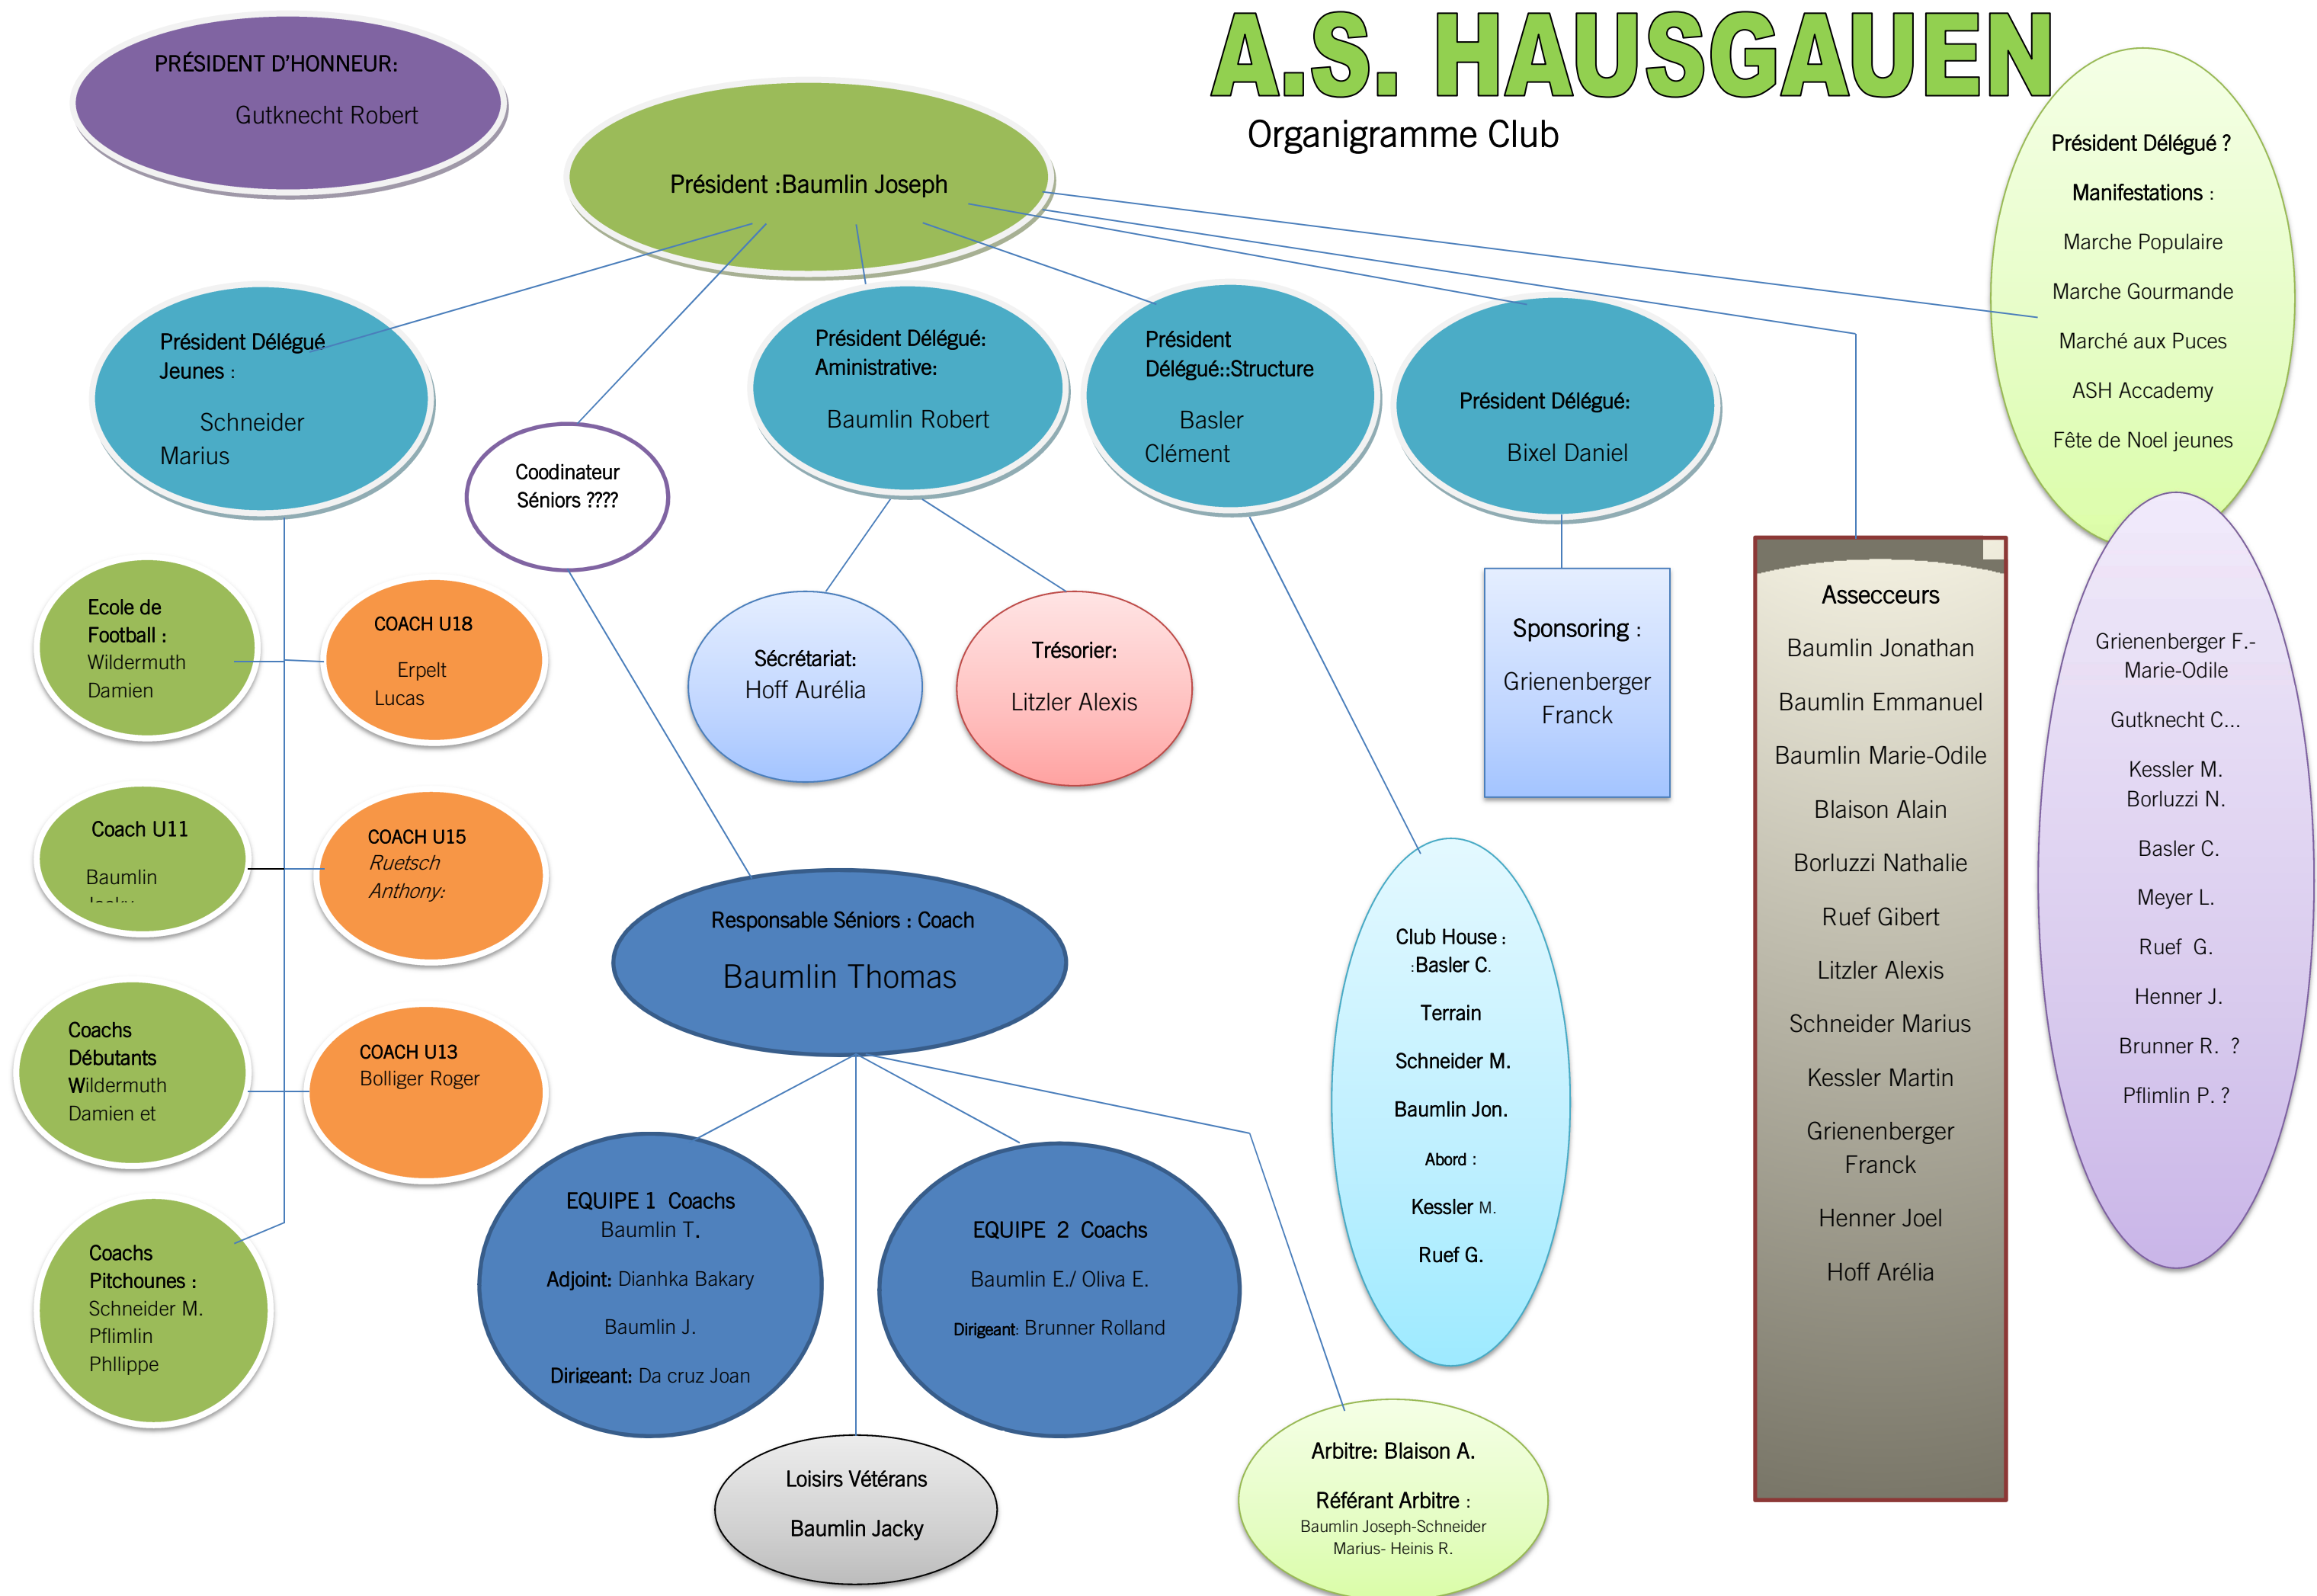 A.S. HAUSGAUEN
Organigramme Club
PRÉSIDENT D'HONNEUR:
Gutknecht Robert
Président :Baumlin Joseph
Président Délégué ?
Manifestations :
Marche Populaire
Marche Gourmande
Marché aux Puces
ASH Accademy
Fête de Noel jeunes
Président Délégué
Jeunes :
Schneider
Marius
Coodinateur
Séniors ????
Président Délégué:
Aministrative:
Baumlin Robert
Président
Délégué::Structure
Basler
Clément
Président Délégué:
Bixel Daniel
Ecole de
Football :
Wildermuth
Damien
COACH U18
Erpelt
Lucas
Sécrétariat:
Hoff Aurélia
Trésorier:
Litzler Alexis
Sponsoring :
Grienenberger
Franck
Assecceurs
Baumlin Jonathan
Baumlin Emmanuel
Baumlin Marie-Odile
Blaison Alain
Borluzzi Nathalie
Ruef Gibert
Litzler Alexis
Schneider Marius
Kessler Martin
Grienenberger
Franck
Henner Joel
Hoff Arélia
Grienenberger F.-
Marie-Odile
Gutknecht C...
Kessler M.
Borluzzi N.
Basler C.
Meyer L.
Ruef G.
Henner J.
Brunner R. ?
Pflimlin P. ?
Coach U11
Baumlin
COACH U15
Ruetsch
Anthony:
Responsable Séniors : Coach
Baumlin Thomas
Club House :
:Basler C.
Terrain
Schneider M.
Baumlin Jon.
Abord :
Kessler M.
Ruef G.
Coachs
Débutants
Wildermuth
Damien et
COACH U13
Bolliger Roger
Coachs
Pitchounes :
Schneider M.
Pflimlin
Phllippe
EQUIPE 1 Coachs
Baumlin T.
Adjoint: Dianhka Bakary
Baumlin J.
Dirigeant: Da cruz Joan
EQUIPE 2 Coachs
Baumlin E./ Oliva E.
Dirigeant: Brunner Rolland
Loisirs Vétérans
Baumlin Jacky
Arbitre: Blaison A.
Référant Arbitre :
Baumlin Joseph-Schneider
Marius- Heinis R.